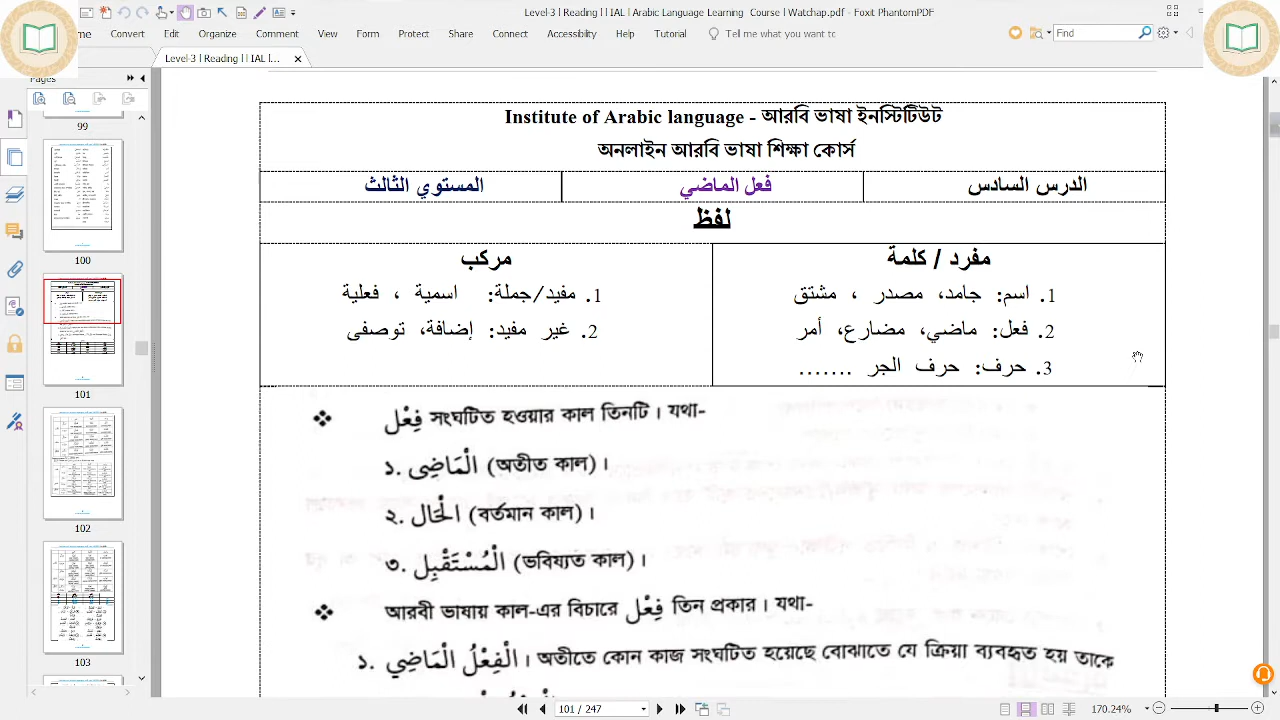 Level-3 l Reading l l IAL l Arabic Language Learning Course l Watchap.pdf - Foxit PhantomPDF
Convert Edit Organize Comment View Form Protect Share Connect Accessibility Help Tutorial Tell me what you want tc Find
Level-3 l Reading l l IAL l
Pages
Institute of Arabic language - আরবি ভাষা ইনস্টিটিউট
অনলাইন আরবি ভাষা শিক্ষা কোর্স
الدرس السادس
فعل الماضي
المستوي الثالث
لفظ
مفرد / كلمة
1. اسم: جامد، مصدر ، مشتق
2. فعل: ماضي، مضارع، أمر
3. حرف: حرف الجر .......
مركب
1. مفيد/جملة: اسمية ، فعلية
2. غير مفيد: إضافة، توصفى
❖ فِعْل সংঘটিত হওয়ার কাল তিনটি। যথা-
১. الْمَاضِى (অতীত কাল)।
২. الْحَال (বর্তমান কাল)।
৩. الْمُسْتَقْبِل (ভবিষ্যত কাল)।
❖ আরবী ভাষায় কাল-এর বিচারে فِعْل তিন প্রকার। যথা-
১. الْفِعْلُ الْمَاضِي। অতীতে কোন কাজ সংঘটিত হয়েছে বোঝাতে যে ক্রিয়া ব্যবহৃত হয় তাকে
99
100
101
102
103
101 / 247
170.24%